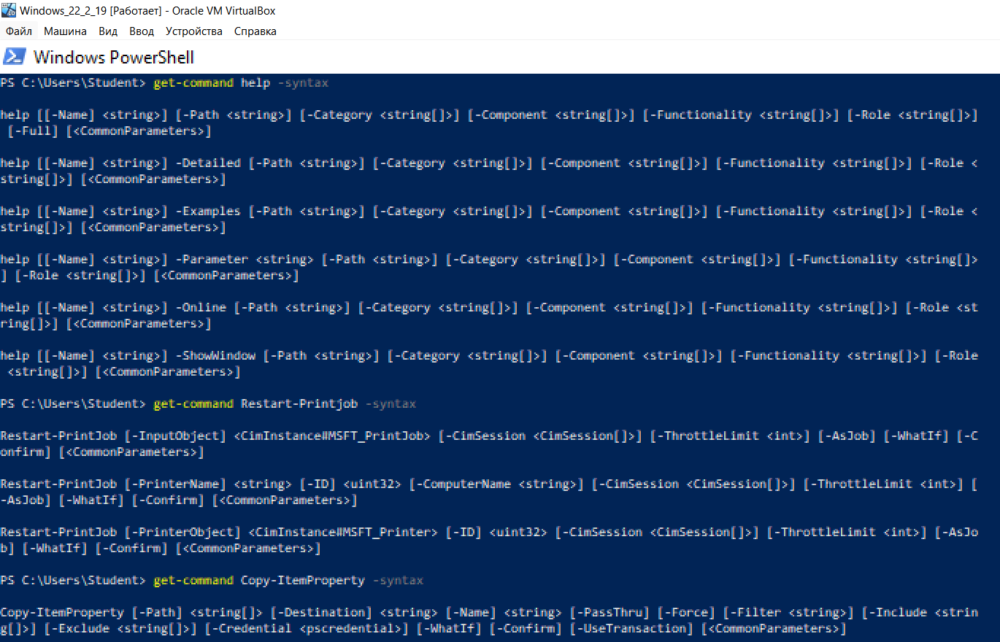 Windows_22_2_19 [Работает] - Oracle VM VirtualBox
Файл Машина Вид Ввод Устройства Справка
Windows PowerShell
PS C:\Users\Student> get-command help -syntax
help [[-Name] <string>] [-Path <string>] [-Category <string[]>] [-Component <string[]>] [-Functionality <string[]>] [-Role <string[]>]
[-Full] [<CommonParameters>]
help [[-Name] <string>] -Detailed [-Path <string>] [-Category <string[]>] [-Component <string[]>] [-Functionality <string[]>] [-Role <
string[]>] [<CommonParameters>]
help [[-Name] <string>] -Examples [-Path <string>] [-Category <string[]>] [-Component <string[]>] [-Functionality <string[]>] [-Role <
string[]>] [<CommonParameters>]
help [[-Name] <string>] -Parameter <string> [-Path <string>] [-Category <string[]>] [-Component <string[]>] [-Functionality <string[]>
] [-Role <string[]>] [<CommonParameters>]
help [[-Name] <string>] -Online [-Path <string>] [-Category <string[]>] [-Component <string[]>] [-Functionality <string[]>] [-Role <st
ring[]>] [<CommonParameters>]
help [[-Name] <string>] -ShowWindow [-Path <string>] [-Category <string[]>] [-Component <string[]>] [-Functionality <string[]>] [-Role
<string[]>] [<CommonParameters>]
PS C:\Users\Student> get-command Restart-Printjob -syntax
Restart-PrintJob [-InputObject] <CimInstance#MSFT_PrintJob> [-CimSession <CimSession[]>] [-ThrottleLimit <int>] [-AsJob] [-WhatIf] [-C
onfirm] [<CommonParameters>]
Restart-PrintJob [-PrinterName] <string> [-ID] <uint32> [-ComputerName <string>] [-CimSession <CimSession[]>] [-ThrottleLimit <int>] [
-AsJob] [-WhatIf] [-Confirm] [<CommonParameters>]
Restart-PrintJob [-PrinterObject] <CimInstance#MSFT_Printer> [-ID] <uint32> [-CimSession <CimSession[]>] [-ThrottleLimit <int>] [-AsJo
b] [-WhatIf] [-Confirm] [<CommonParameters>]
PS C:\Users\Student> get-command Copy-ItemProperty -syntax
Copy-ItemProperty [-Path] <string[]> [-Destination] <string> [-Name] <string> [-PassThru] [-Force] [-Filter <string>] [-Include <strin
g[]>] [-Exclude <string[]>] [-Credential <pscredential>] [-WhatIf] [-Confirm] [-UseTransaction] [<CommonParameters>]